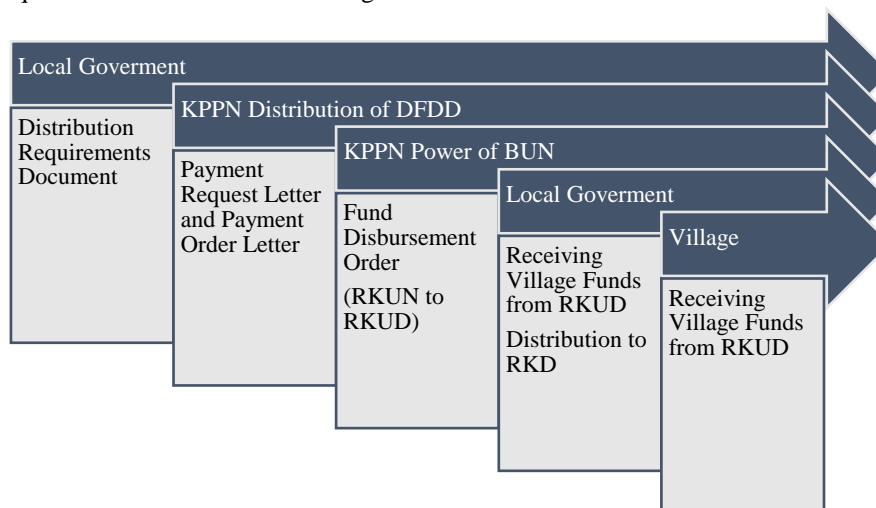 Local Goverment
Distribution
Requirements
Document
KPPN Distribution of DFDD
Payment
Request Letter
and Payment
Order Letter
KPPN Power of BUN
Fund
Disbursement
Order
(RKUN to
RKUD)
Local Goverment
Receiving
Village Funds
from RKUD
Distribution to
RKD
Village
Receiving
Village Funds
from RKUD